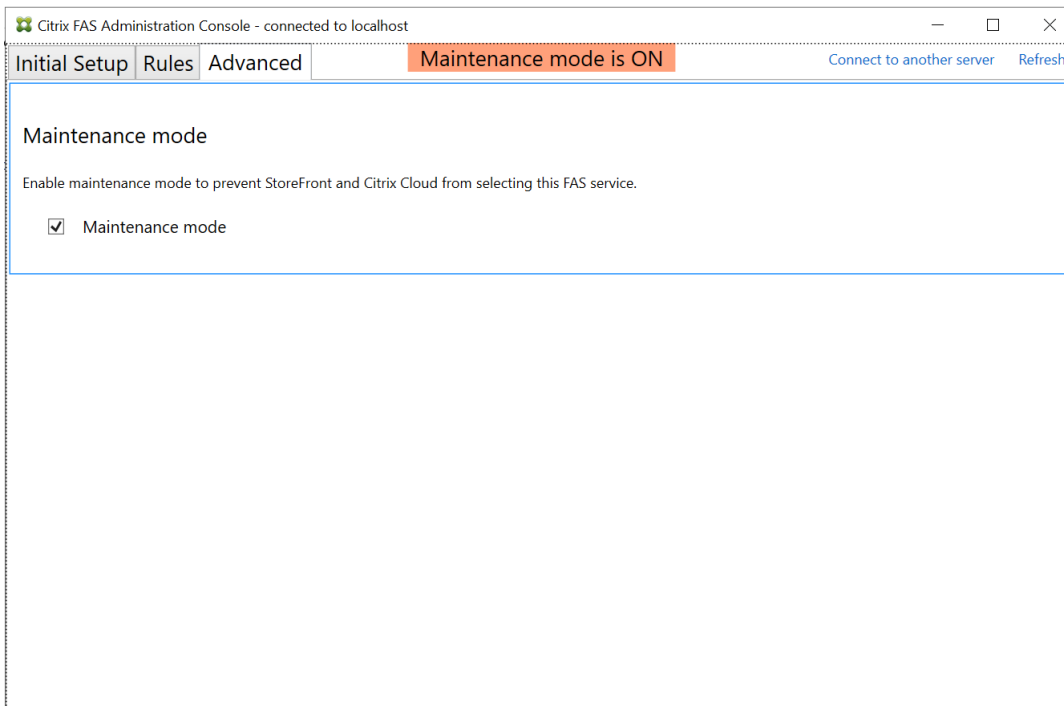 Citrix FAS Administration Console - connected to localhost
Initial Setup Rules Advanced Maintenance mode is ON Connect to another server Refresh
Maintenance mode
Enable maintenance mode to prevent StoreFront and Citrix Cloud from selecting this FAS service.
Maintenance mode